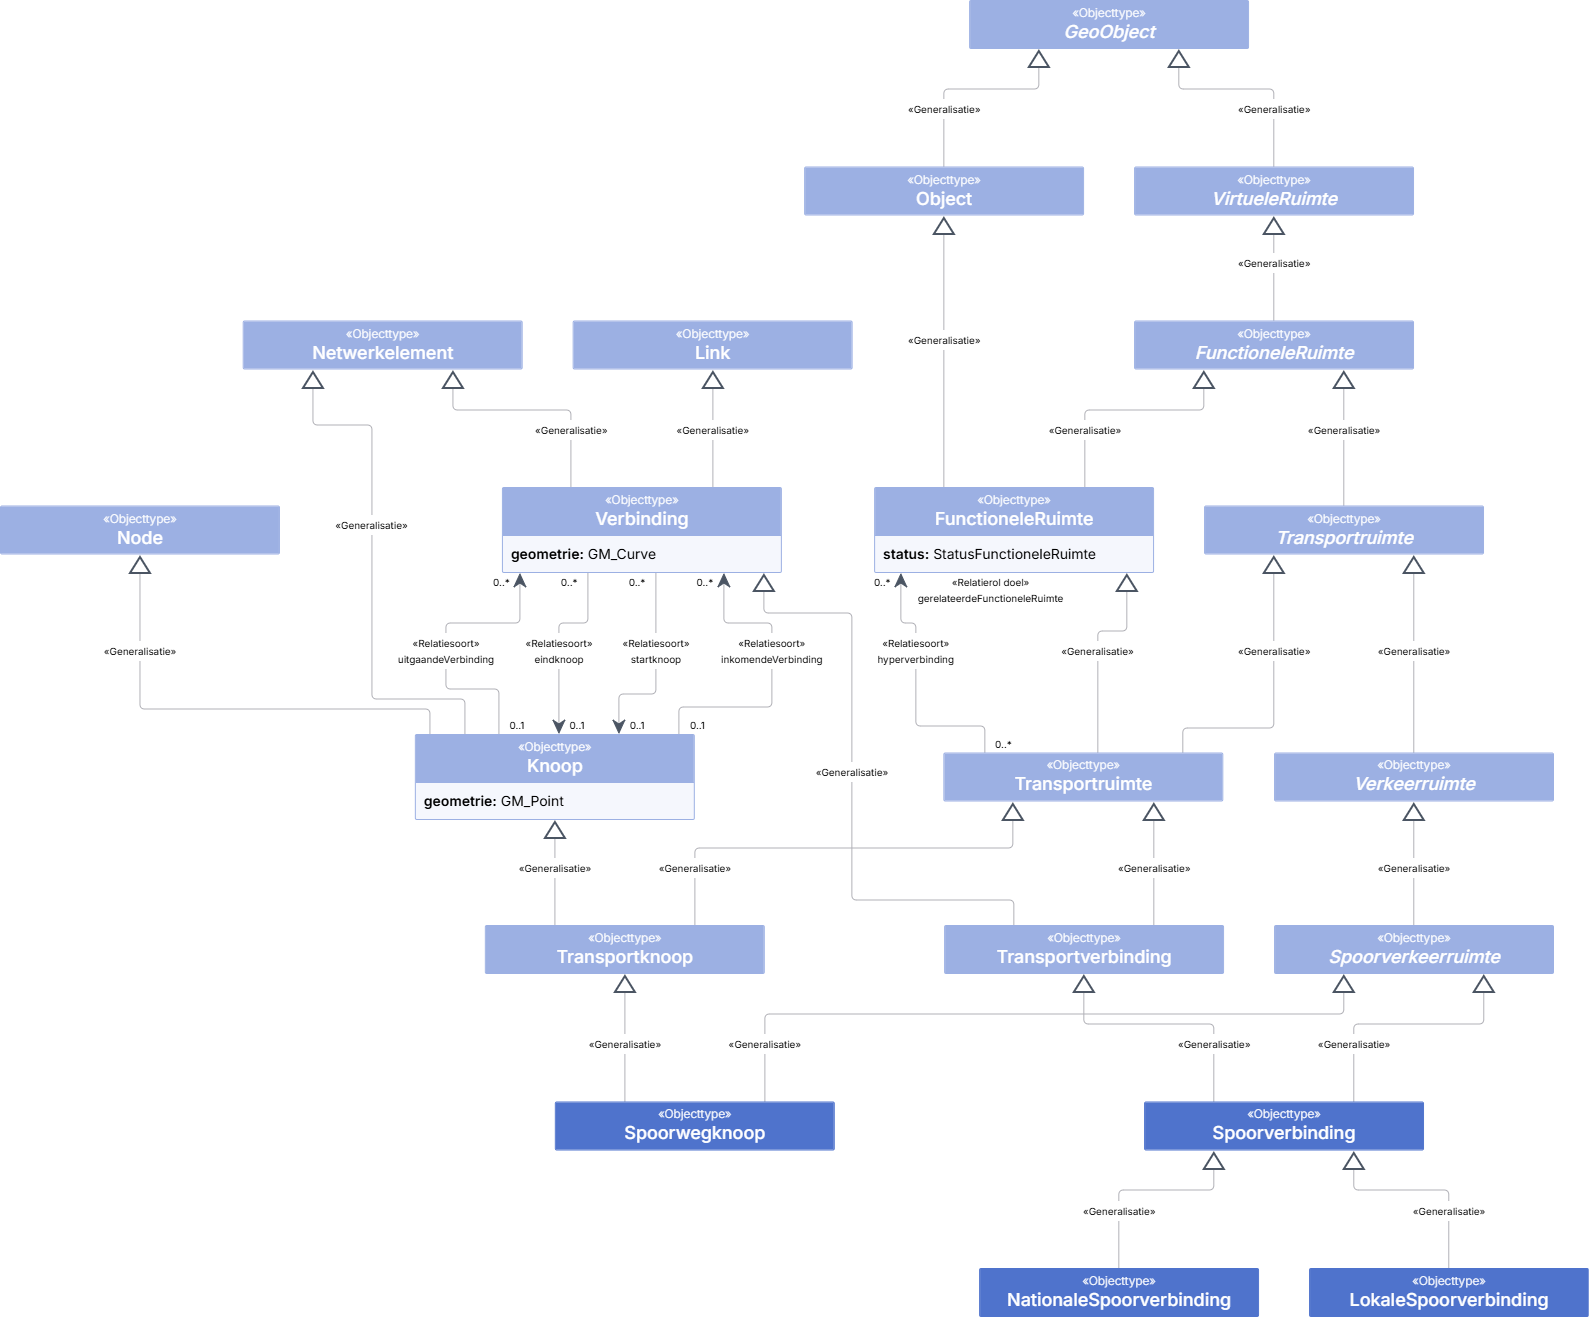 «Objecttype»
GeoObject
«Generalisatie»
«Generalisatie»
«Objecttype»
Object
«Objecttype»
VirtueleRuimte
«Generalisatie»
«Objecttype»
Netwerkelement
«Objecttype»
Link
«Generalisatie»
«Objecttype»
FunctioneleRuimte
«Generalisatie»
«Generalisatie»
«Generalisatie»
«Generalisatie»
«Objecttype»
Node
«Generalisatie»
«Objecttype»
Verbinding
geometrie: GM_Curve
«Objecttype»
FunctioneleRuimte
status: StatusFunctioneleRuimte
«Objecttype»
Transportruimte
0..*
0..*
0..*
0..*
0..*
«Relatierol doel»
gerelateerdeFunctioneleRuimte
«Generalisatie»
«Relatiesoort»
uitgaandeVerbinding
«Relatiesoort»
eindknoop
«Relatiesoort»
startknoop
«Relatiesoort»
inkomendeVerbinding
«Relatiesoort»
hyperverbinding
«Generalisatie»
«Generalisatie»
«Generalisatie»
0..1
0..1
0..1
0..1
0..*
«Objecttype»
Knoop
geometrie: GM_Point
«Generalisatie»
«Objecttype»
Transportruimte
«Objecttype»
Verkeerruimte
«Generalisatie»
«Generalisatie»
«Generalisatie»
«Generalisatie»
«Objecttype»
Transportknoop
«Objecttype»
Transportverbinding
«Objecttype»
Spoorverkeerruimte
«Generalisatie»
«Generalisatie»
«Generalisatie»
«Generalisatie»
«Objecttype»
Spoorwegknoop
«Objecttype»
Spoorverbinding
«Generalisatie»
«Generalisatie»
«Objecttype»
NationaleSpoorverbinding
«Objecttype»
LokaleSpoorverbinding